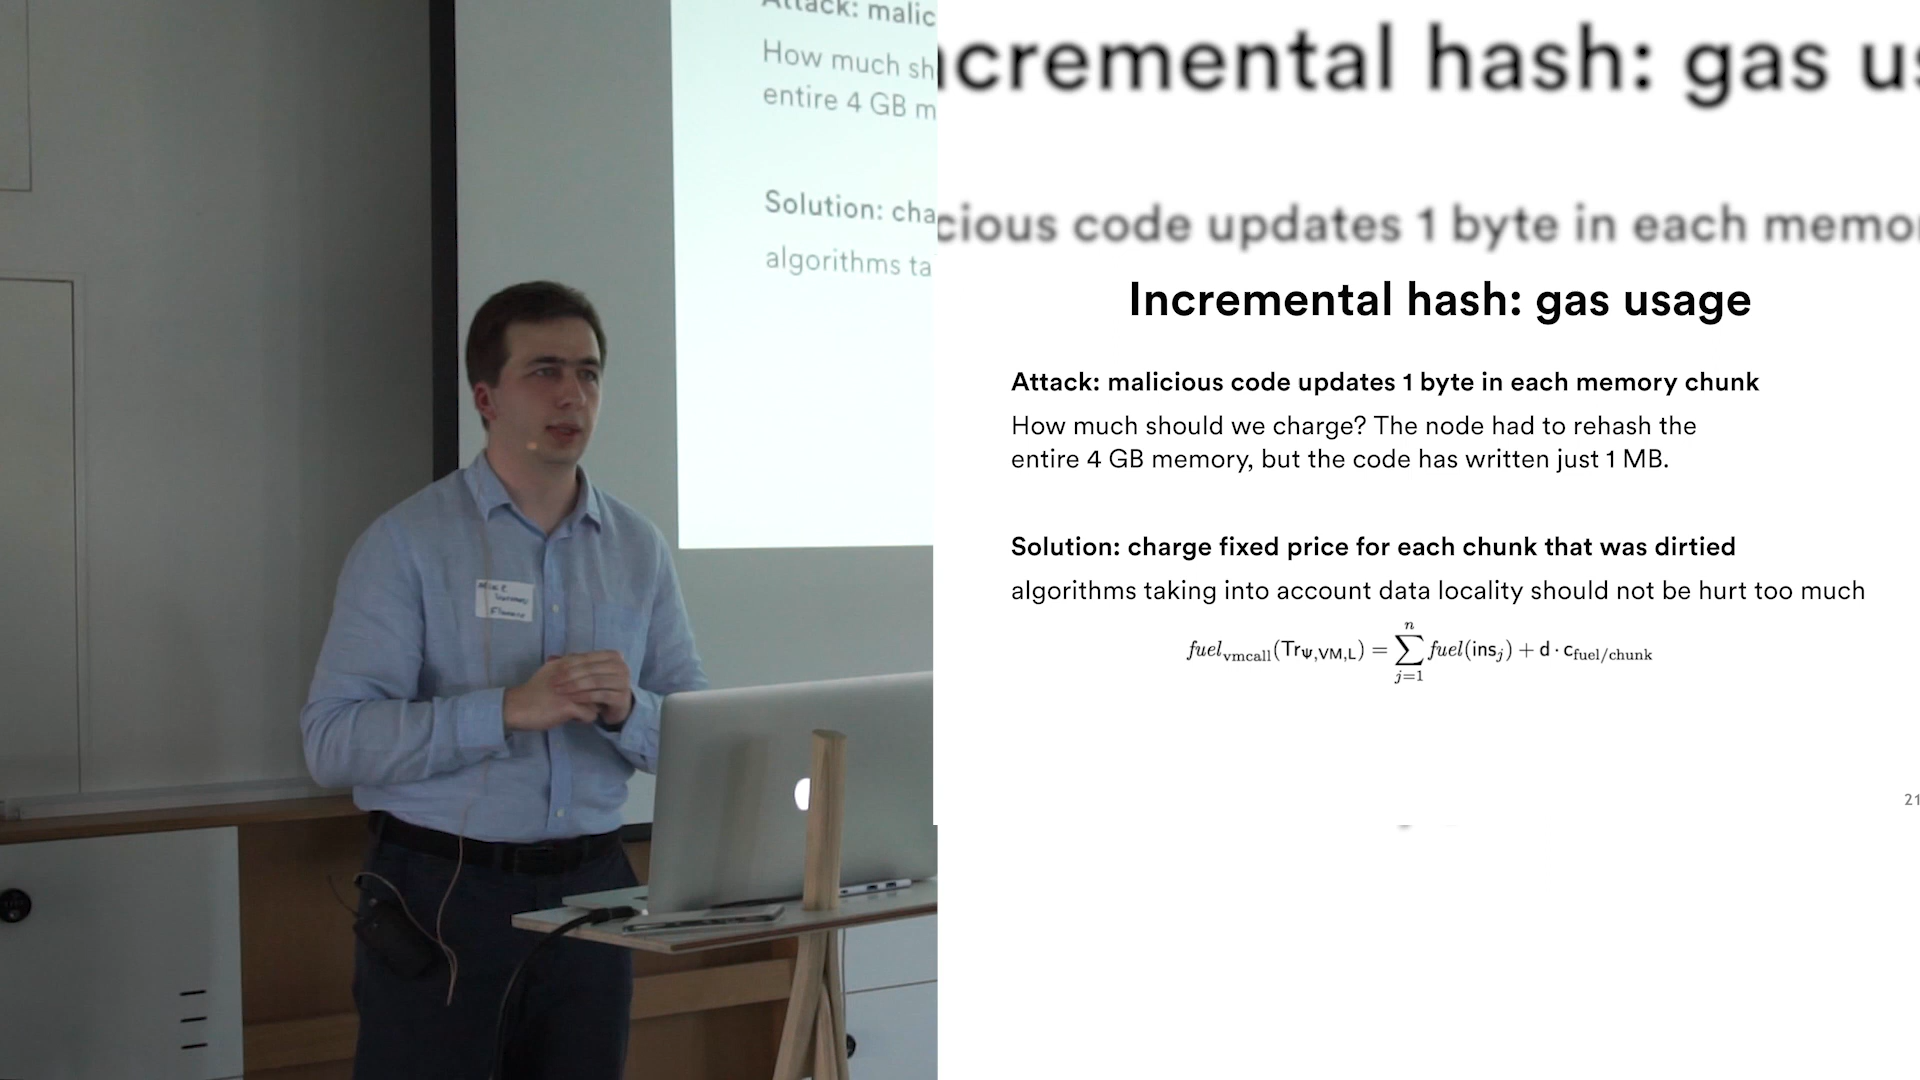 Attack: malic
How much sh
entire 4 GB m
Solution: cha
algorithms ta
cremental hash: gas us
cious code updates 1 byte in each memor
Incremental hash: gas usage
Attack: malicious code updates 1 byte in each memory chunk
How much should we charge? The node had to rehash the
entire 4 GB memory, but the code has written just 1 MB.
Solution: charge fixed price for each chunk that was dirtied
algorithms taking into account data locality should not be hurt too much
fuel_vmcall(Tr_Ψ,VM,L) = ∑_{j=1}^{n} fuel(ins_j) + d · c_fuel/chunk
21